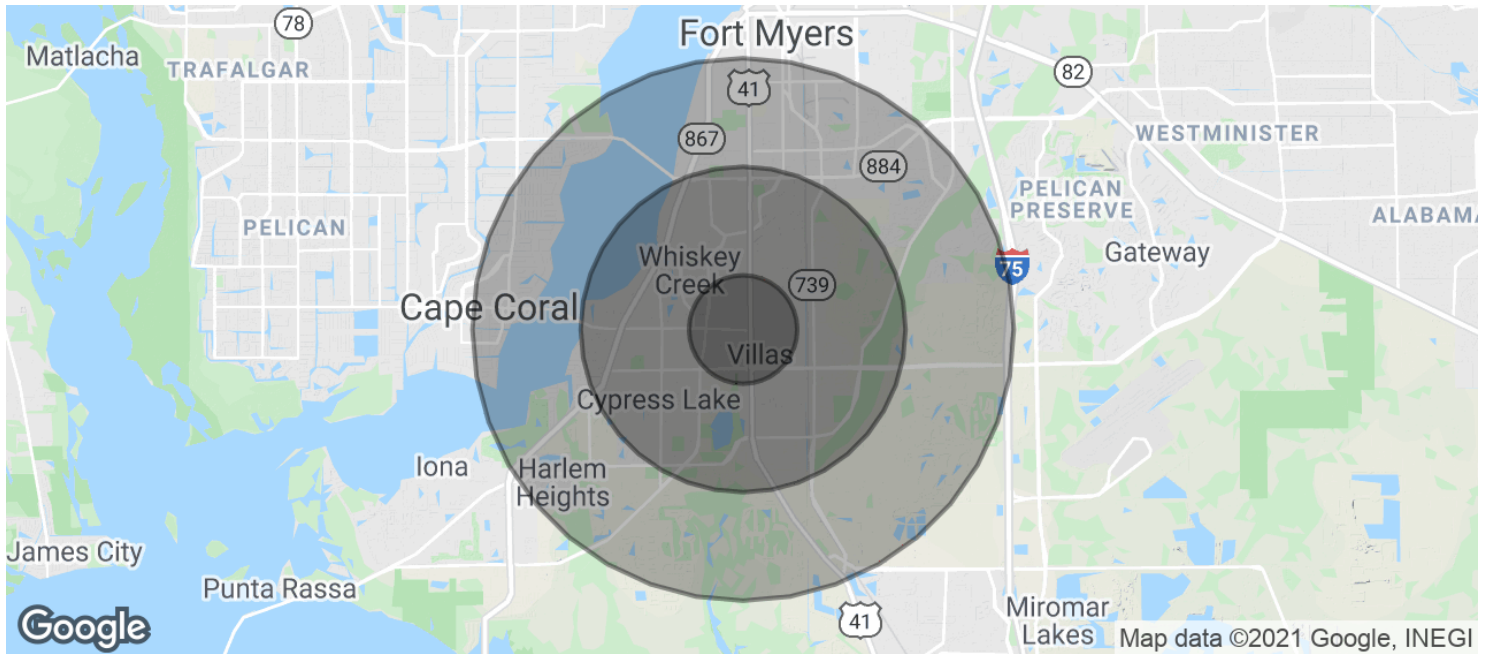 Fort Myers
78
Matlacha
TRAFALGAR
82
41
867
WESTMINISTER
884
PELICAN
PRESERVE
PELICAN
ALABAMA
Whiskey
Creek
Gateway
75
739
Cape Coral
Villas
Cypress Lake
Iona
Harlem
Heights
James City
Punta Rassa
Miromar
Lakes
41
Google
Map data ©2021 Google, INEGI